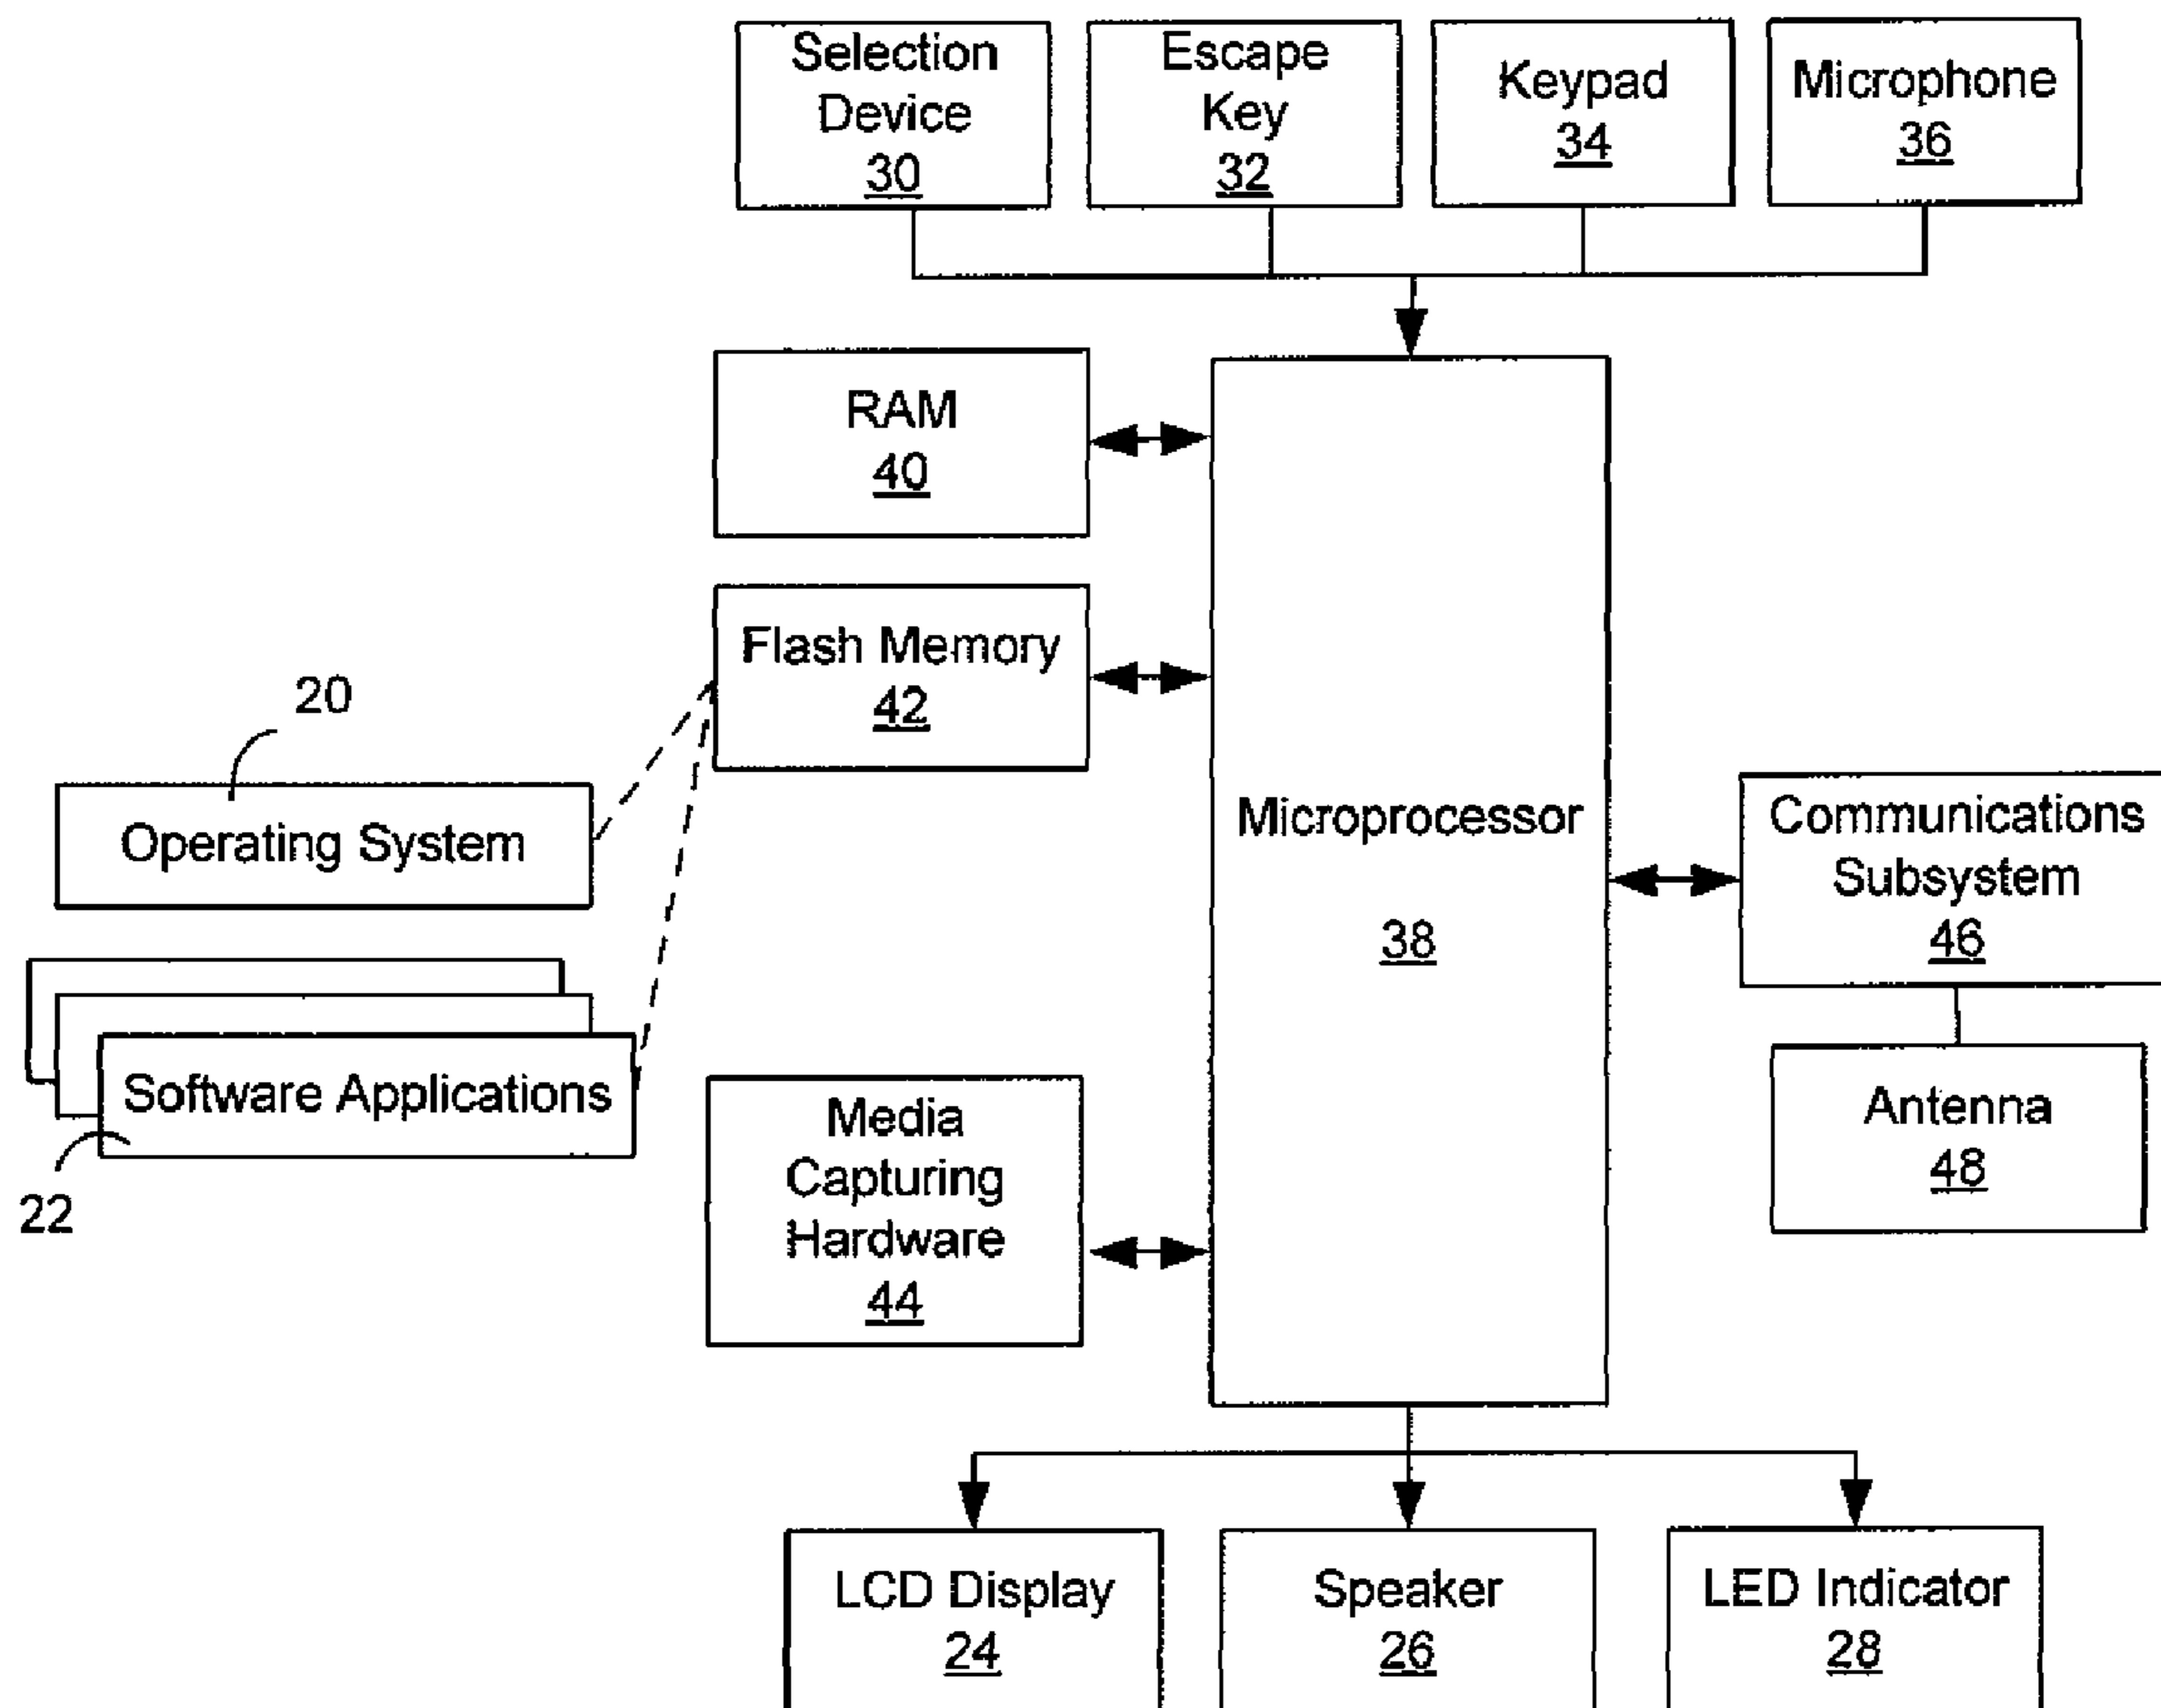 Selection
Device
30
Escape
Key
32
Keypad
34
Microphone
36
RAM
40
Flash Memory
42
20
Operating System
Software Applications
22
Media
Capturing
Hardware
44
Microprocessor
38
Communications
Subsystem
46
Antenna
48
LCD Display
24
Speaker
26
LED Indicator
28